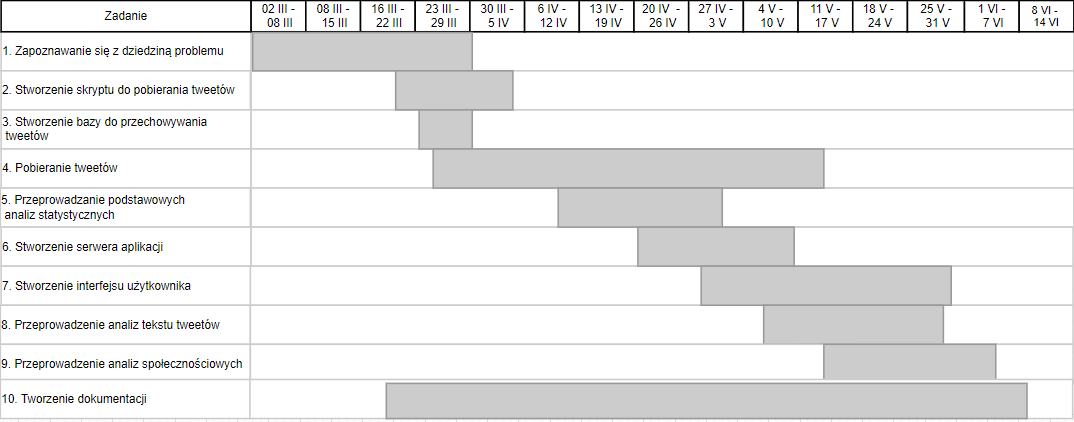 Zadanie
02 III -
08 III
08 III -
15 III
16 III -
22 III
23 III -
29 III
30 III -
5 IV
6 IV -
12 IV
13 IV -
19 IV
20 IV -
26 IV
27 IV -
3 V
4 V -
10 V
11 V -
17 V
18 V -
24 V
25 V -
31 V
1 VI -
7 VI
8 VI -
14 VI
1. Zapoznawanie się z dziedziną problemu
2. Stworzenie skryptu do pobierania tweetów
3. Stworzenie bazy do przechowywania
tweetów
4. Pobieranie tweetów
5. Przeprowadzanie podstawowych
analiz statystycznych
6. Stworzenie serwera aplikacji
7. Stworzenie interfejsu użytkownika
8. Przeprowadzenie analiz tekstu tweetów
9. Przeprowadzenie analiz społecznościowych
10. Tworzenie dokumentacji